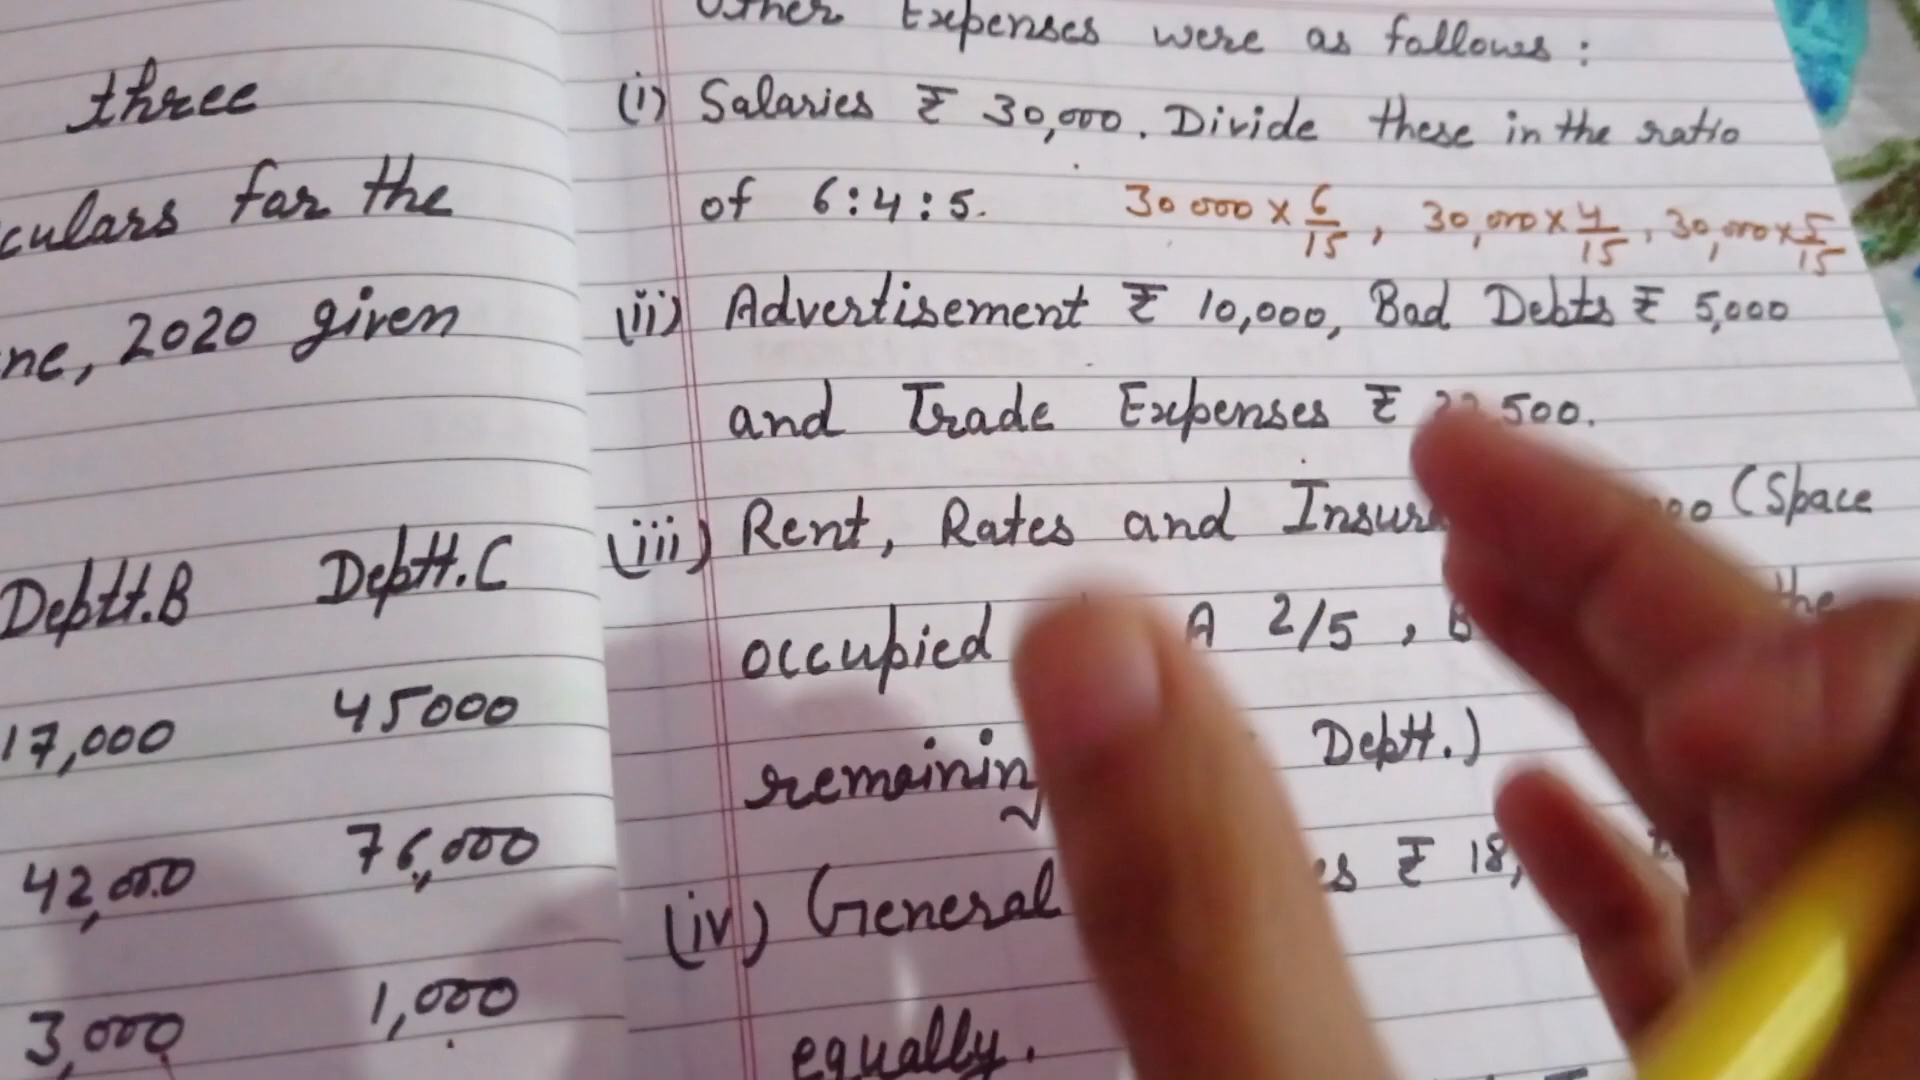 three
culars for the
ne, 2020 given
Deptt.B Deptt.C
17,000 45000
42,000 76,000
3,000 1,000
Other Expenses were as follows :
(i) Salaries ₹ 30,000. Divide these in the ratio
of 6:4:5. 30000 x 6/15, 30,000 x 4/15, 30,000 x 5/15
(ii) Advertisement ₹ 10,000, Bad Debts ₹ 5,000
and Trade Expenses ₹ 500.
(iii) Rent, Rates and (Space
occupied A 2/5 , B the
Deptt.)
(iv) General ₹ 18,
equally.